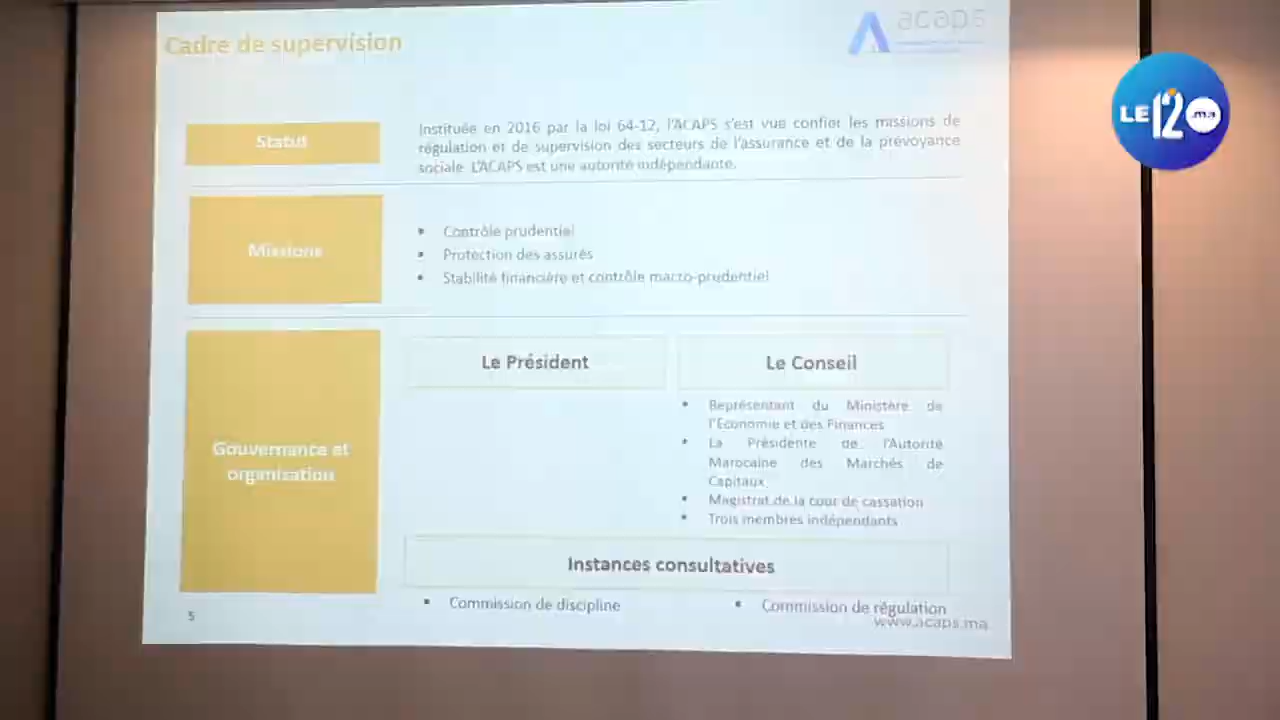 Cadre de supervision
acaps
LE12.ma
Statut
Instituée en 2016 par la loi 64-12, l'ACAPS s'est vue confier les missions de
régulation et de supervision des secteurs de l'assurance et de la prévoyance
sociale. L'ACAPS est une autorité indépendante.
Missions
• Contrôle prudentiel
• Protection des assurés
• Stabilité financière et contrôle macro-prudentiel
Gouvernance et
organisation
Le Président
Le Conseil
• Représentant du Ministère de
l'Economie et des Finances
• La Présidente de l'Autorité
Marocaine des Marchés de
Capitaux
• Magistrat de la cour de cassation
• Trois membres indépendants
Instances consultatives
• Commission de discipline
• Commission de régulation
5
www.acaps.ma